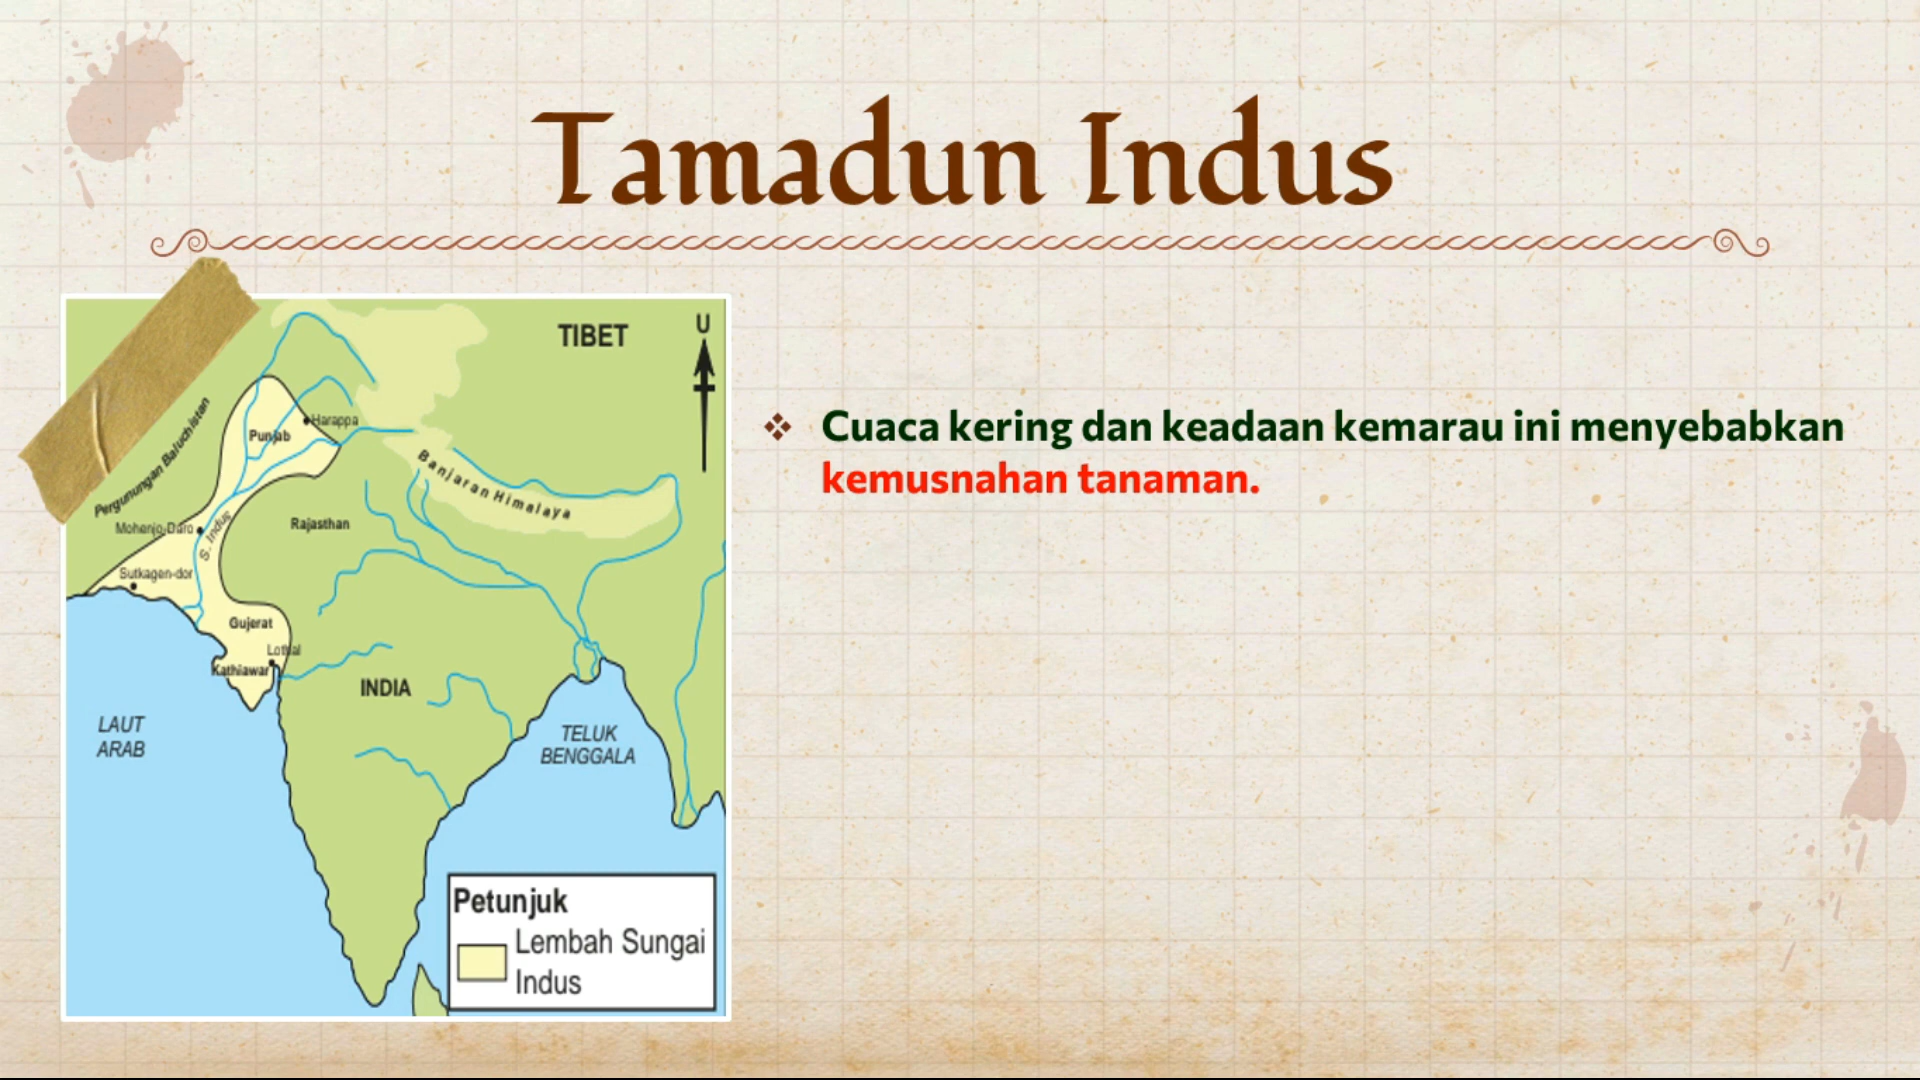 Tamadun Indus
TIBET
U
Harappa
Punjab
Pergunungan Baluchistan
Banjaran Himalaya
Mohenjo-Daro
S. Indus
Rajasthan
Sutkagen-dor
Gujerat
Lothal
Kathiawar
INDIA
LAUT
ARAB
TELUK
BENGGALA
Petunjuk
Lembah Sungai
Indus
Cuaca kering dan keadaan kemarau ini menyebabkan
kemusnahan tanaman.